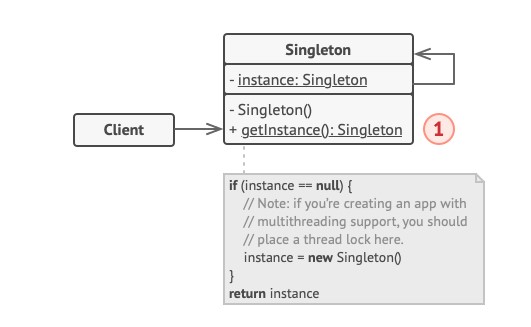 Singleton
- instance: Singleton
- Singleton()
+ getInstance(): Singleton
Client
1
if (instance == null) {
// Note: if you're creating an app with
// multithreading support, you should
// place a thread lock here.
instance = new Singleton()
}
return instance